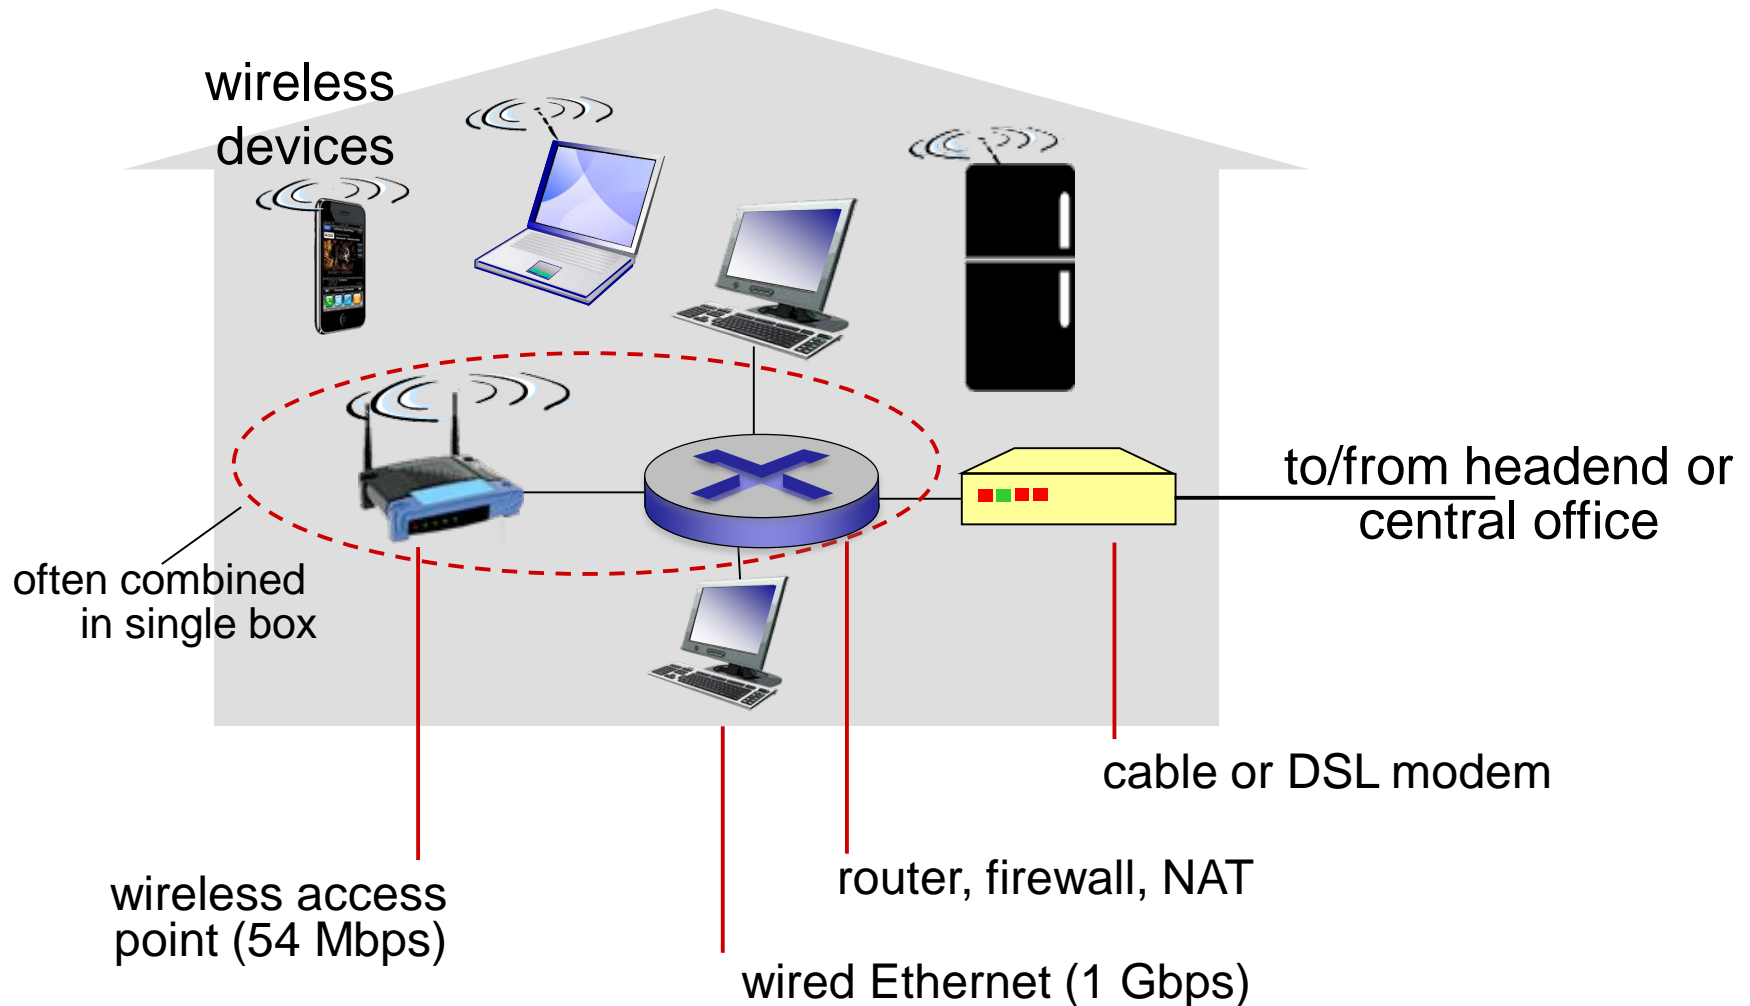 wireless
devices
to/from headend or
central office
often combined
in single box
cable or DSL modem
router, firewall, NAT
wireless access
point (54 Mbps)
wired Ethernet (1 Gbps)